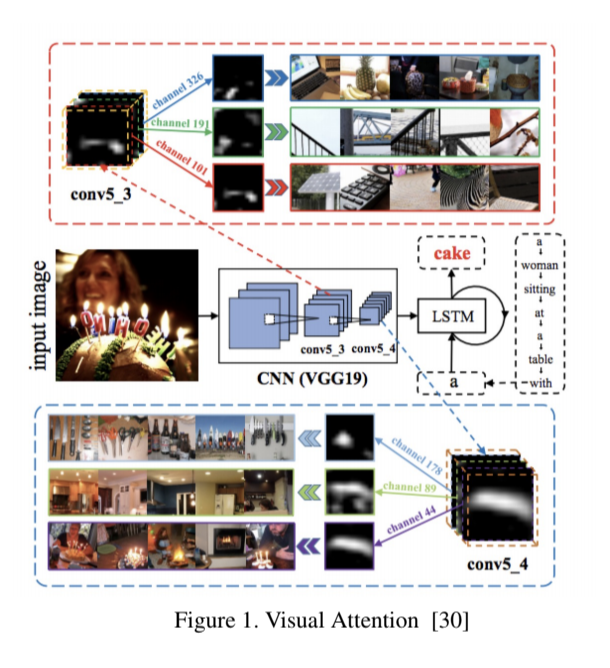 channel 326
channel 191
channel 101
conv5_3
input image
cake
LSTM
a
conv5_3 conv5_4
CNN (VGG19)
a
woman
sitting
at
a
table
with
channel 178
channel 89
channel 44
conv5_4
Figure 1. Visual Attention [30]